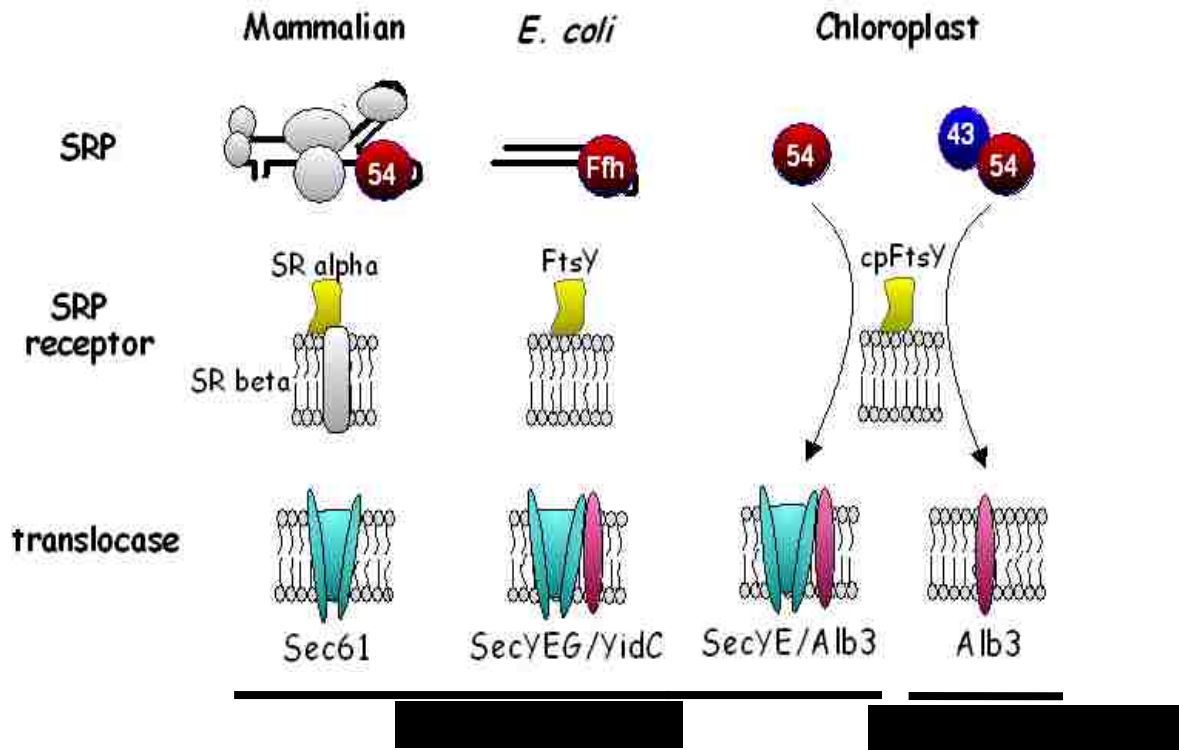 Mammalian E. coli Chloroplast
SRP
54
Ffh
54
43
54
SR alpha
FtsY
cpFtsY
SRP
receptor
SR beta
translocase
Sec61
SecYEG/YidC
SecYE/Alb3
Alb3